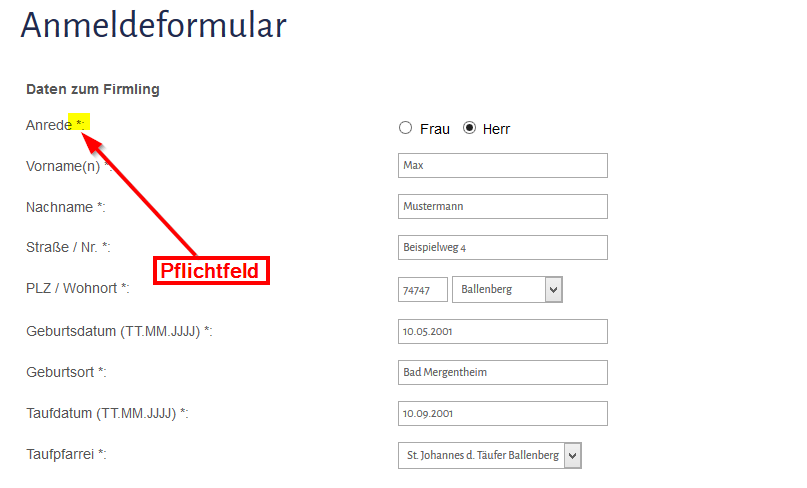 Anmeldeformular
Daten zum Firmling
Anrede *: Frau Herr
Vorname(n) *: Max
Nachname *: Mustermann
Straße / Nr. *: Beispielweg 4
Pflichtfeld
PLZ / Wohnort *: 74747 Ballenberg
Geburtsdatum (TT.MM.JJJJ) *: 10.05.2001
Geburtsort *: Bad Mergentheim
Taufdatum (TT.MM.JJJJ) *: 10.09.2001
Taufpfarrei *: St. Johannes d. Täufer Ballenberg